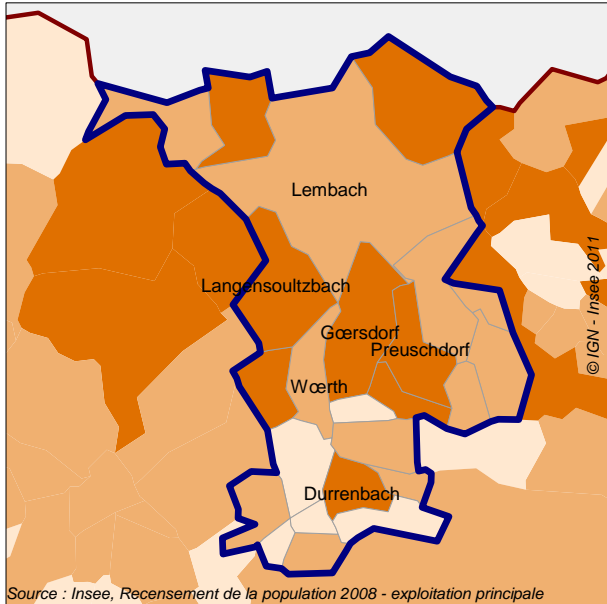 Lembach
Langensoultzbach
Gœrsdorf
Preuschdorf
Wœrth
Durrenbach
© IGN - Insee 2011
Source : Insee, Recensement de la population 2008 - exploitation principale